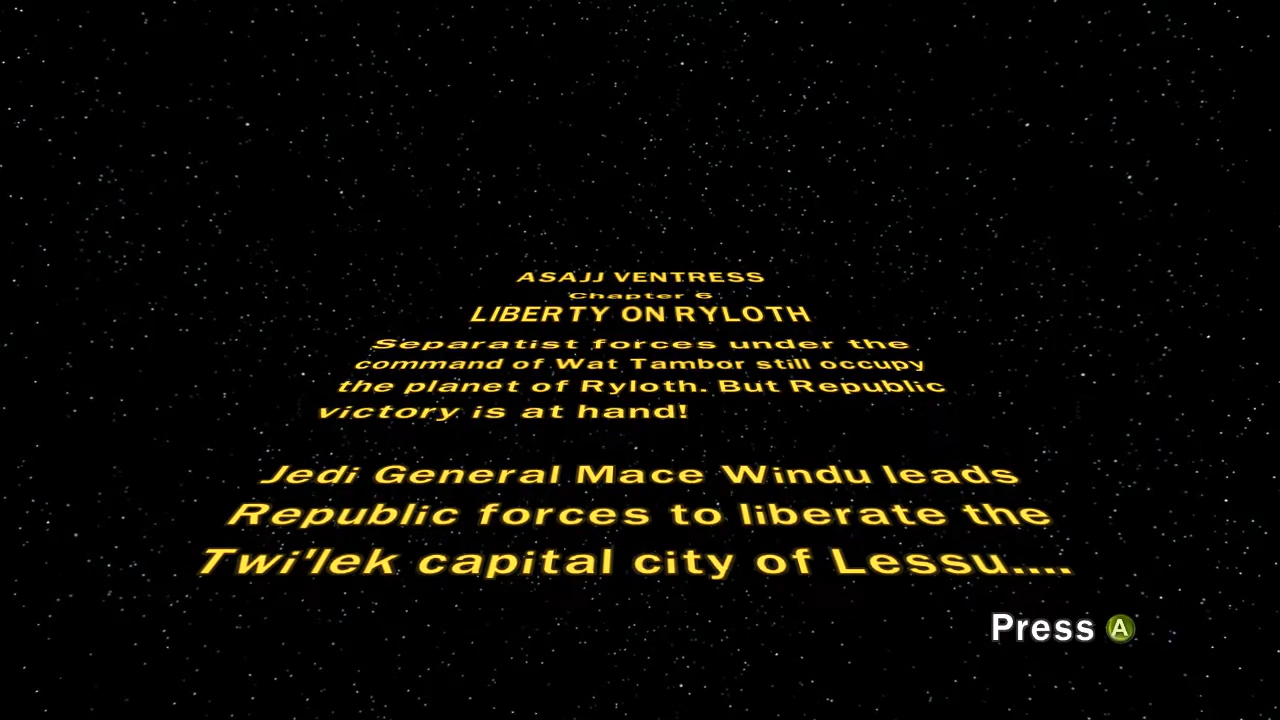 ASAJJ VENTRESS
Chapter 6
LIBERTY ON RYLOTH
Separatist forces under the
command of Wat Tambor still occupy
the planet of Ryloth. But Republic
victory is at hand!
Jedi General Mace Windu leads
Republic forces to liberate the
Twi'lek capital city of Lessu....
Press A